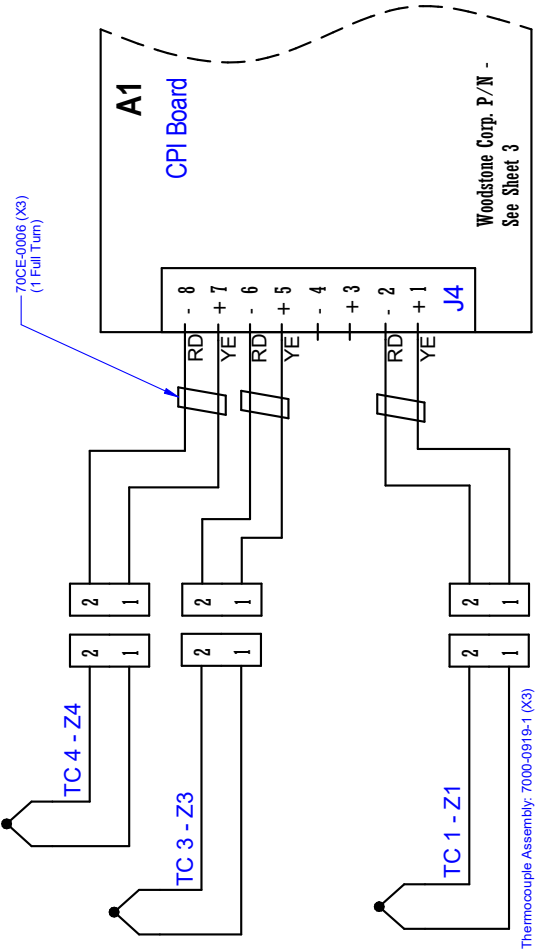 70CE-0006 (X3)
(1 Full Turn)
A1
CPI Board
Woodstone Corp. P/N -
See Sheet 3
J4
- 8
+ 7
- 6
+ 5
- 4
+ 3
- 2
+ 1
RD
YE
RD
YE
RD
YE
2
1
2
1
2
1
2
1
2
1
2
1
TC 4 - Z4
TC 3 - Z3
TC 1 - Z1
Thermocouple Assembly: 7000-0919-1 (X3)